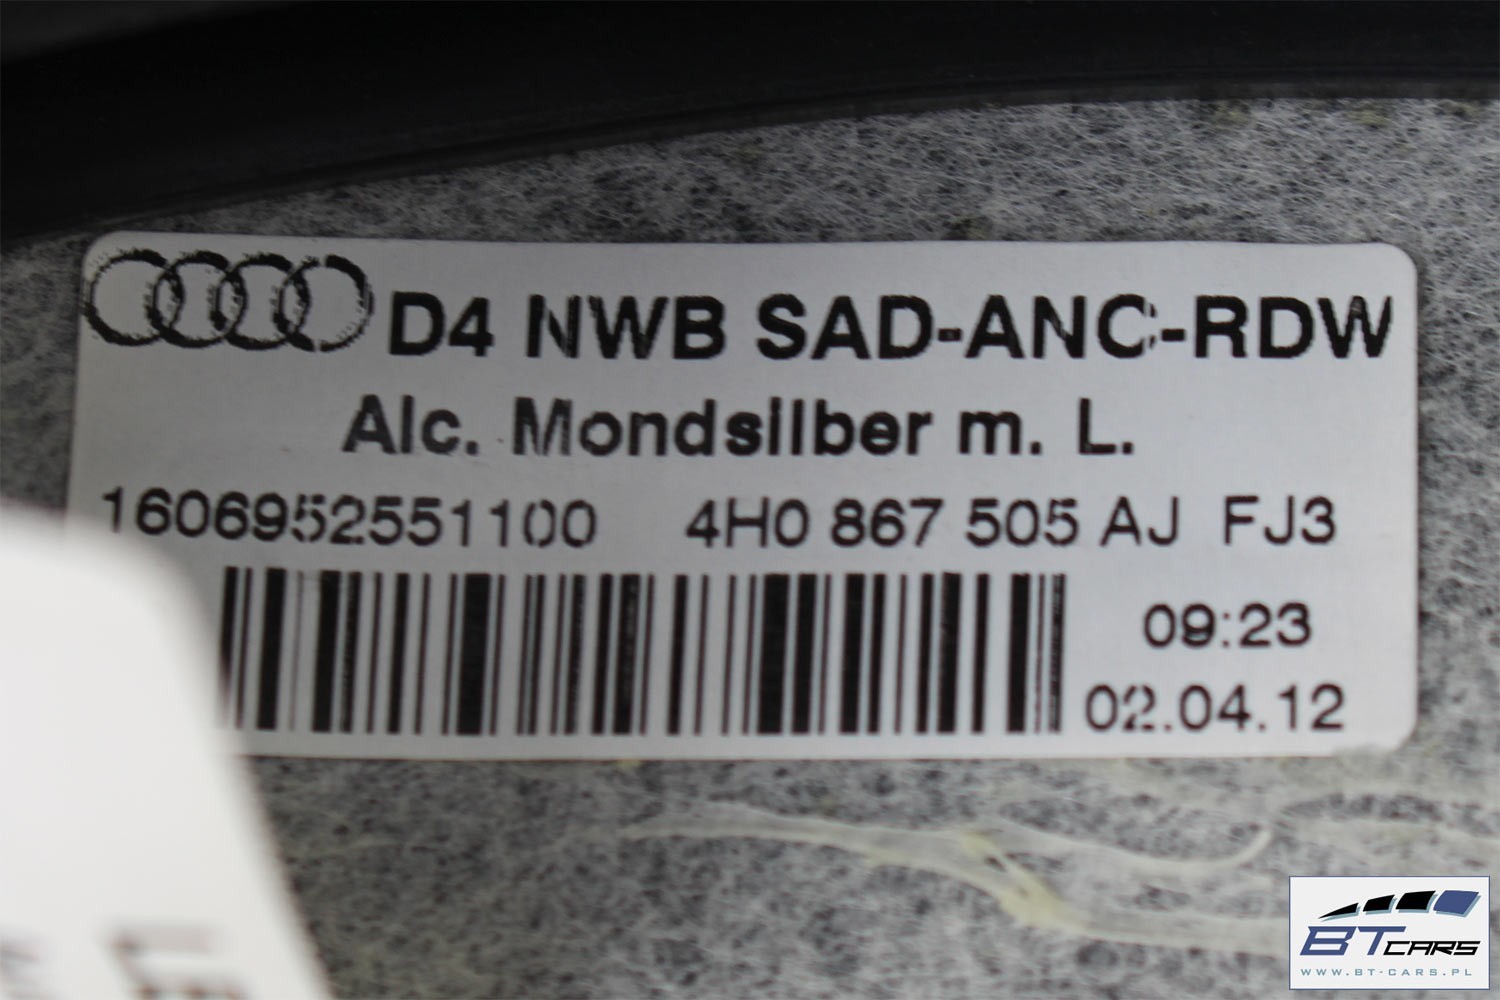 D4 NWB SAD-ANC-RDW
Alc. Mondsilber m. L.
1606952551100 4H0 867 505 AJ FJ3
09:23
02.04.12
BT CARS
WWW.BT-CARS.PL